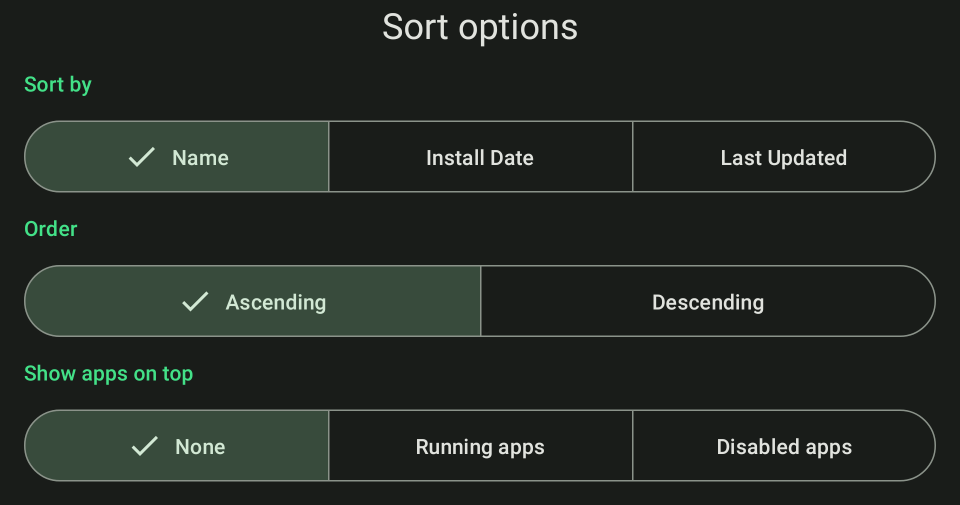 Sort options
Sort by
Name Install Date Last Updated
Order
Ascending Descending
Show apps on top
None Running apps Disabled apps